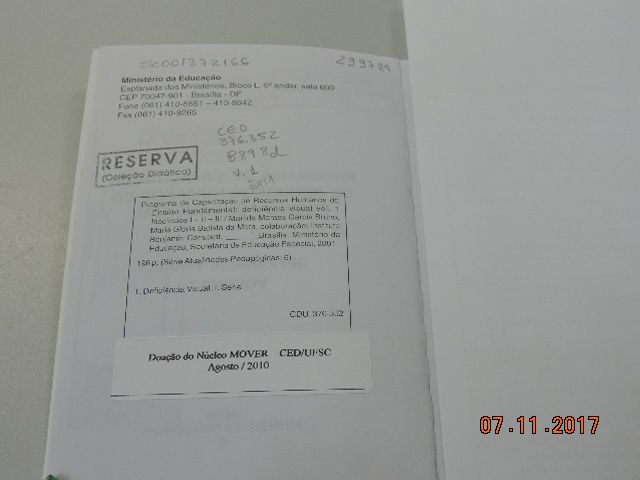 Ex001/372166
299789
Ministério da Educação
Esplanada dos Ministérios, Bloco L, 6º andar, sala 600
CEP 70047-901 - Brasília - DF
Fone (061) 410-8651 – 410-8642
Fax (061) 410-9265
CED
376.352
B898d
v. 1
Ex:1
RESERVA
(Coleção Didática)
Programa de Capacitação de Recursos Humanos do
Ensino Fundamental: deficiência visual vol. 1
fascículos I – II – III / Marilda Moraes Garcia Bruno,
Maria Glória Batista da Mota, colaboração: Instituto
Benjamin Constant. Brasília: Ministério da
Educação, Secretaria de Educação Especial, 2001
196 p. (Série Atualidades Pedagógicas; 6)
1. Deficiência Visual. I. Série
CDU: 376.352
Doação do Núcleo MOVER CED/UFSC
Agosto / 2010
07.11.2017